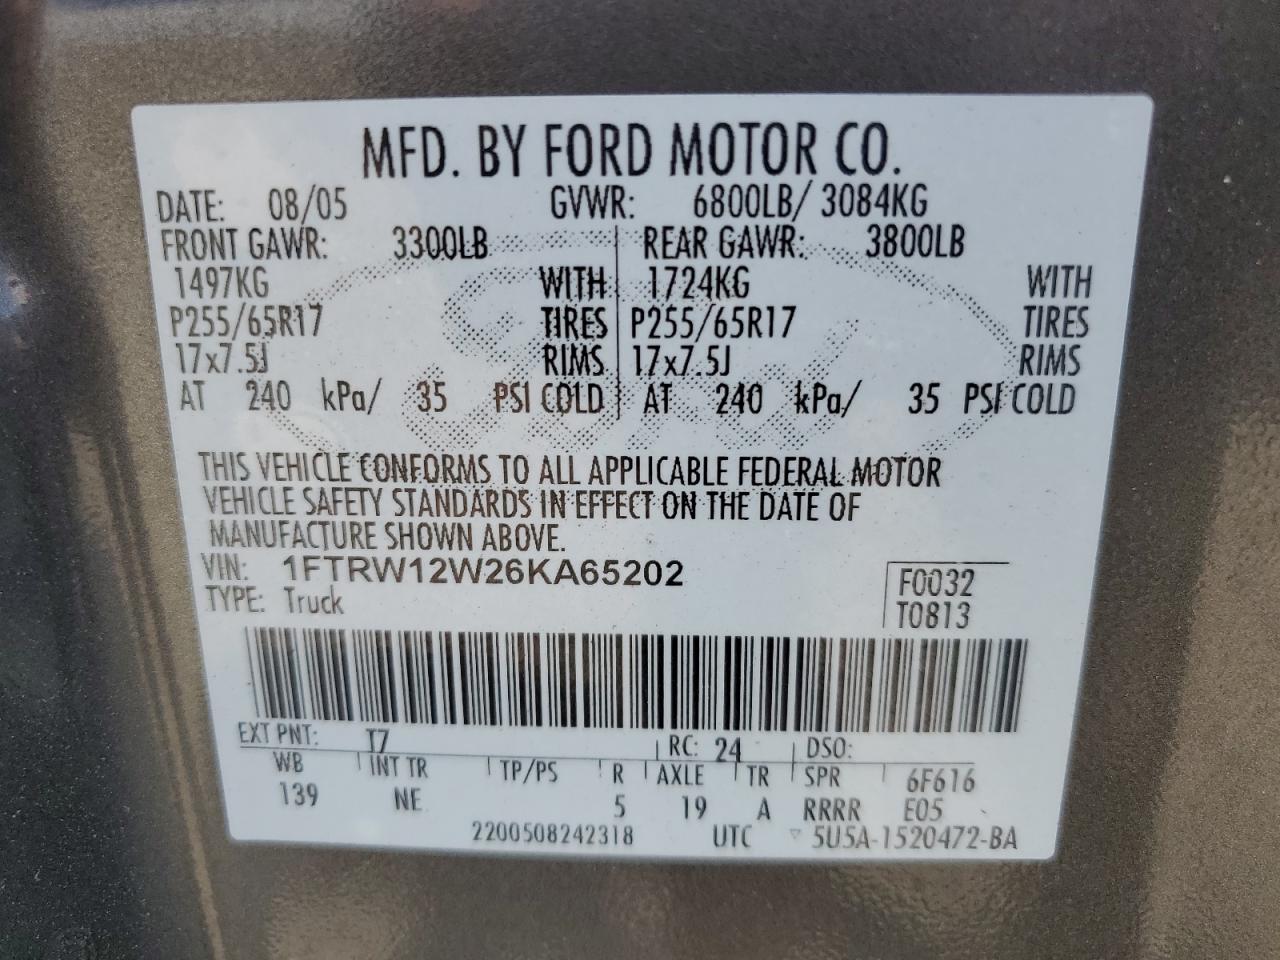 MFD. BY FORD MOTOR CO.
DATE: 08/05 GVWR: 6800LB/ 3084KG
FRONT GAWR: 3300LB REAR GAWR: 3800LB
1497KG WITH 1724KG WITH
P255/65R17 TIRES P255/65R17 TIRES
17x7.5J RIMS 17x7.5J RIMS
AT 240 kPa/ 35 PSI COLD AT 240 kPa/ 35 PSI COLD
THIS VEHICLE CONFORMS TO ALL APPLICABLE FEDERAL MOTOR
VEHICLE SAFETY STANDARDS IN EFFECT ON THE DATE OF
MANUFACTURE SHOWN ABOVE.
VIN: 1FTRW12W26KA65202
TYPE: Truck
F0032
T0813
EXT PNT: T7 RC: 24 DSO:
WB INT TR TP/PS R AXLE TR SPR 6F616
139 NE 5 19 A RRRR E05
2200508242318 UTC 5U5A-1520472-BA